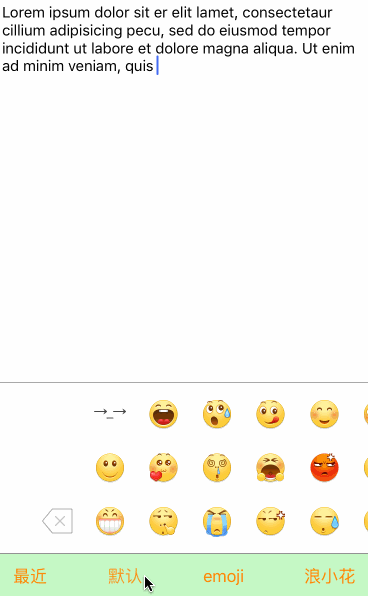 Lorem ipsum dolor sit er elit lamet, consectetaur
cillium adipisicing pecu, sed do eiusmod tempor
incididunt ut labore et dolore magna aliqua. Ut enim
ad minim veniam, quis
→_→
最近 默认 emoji 浪小花